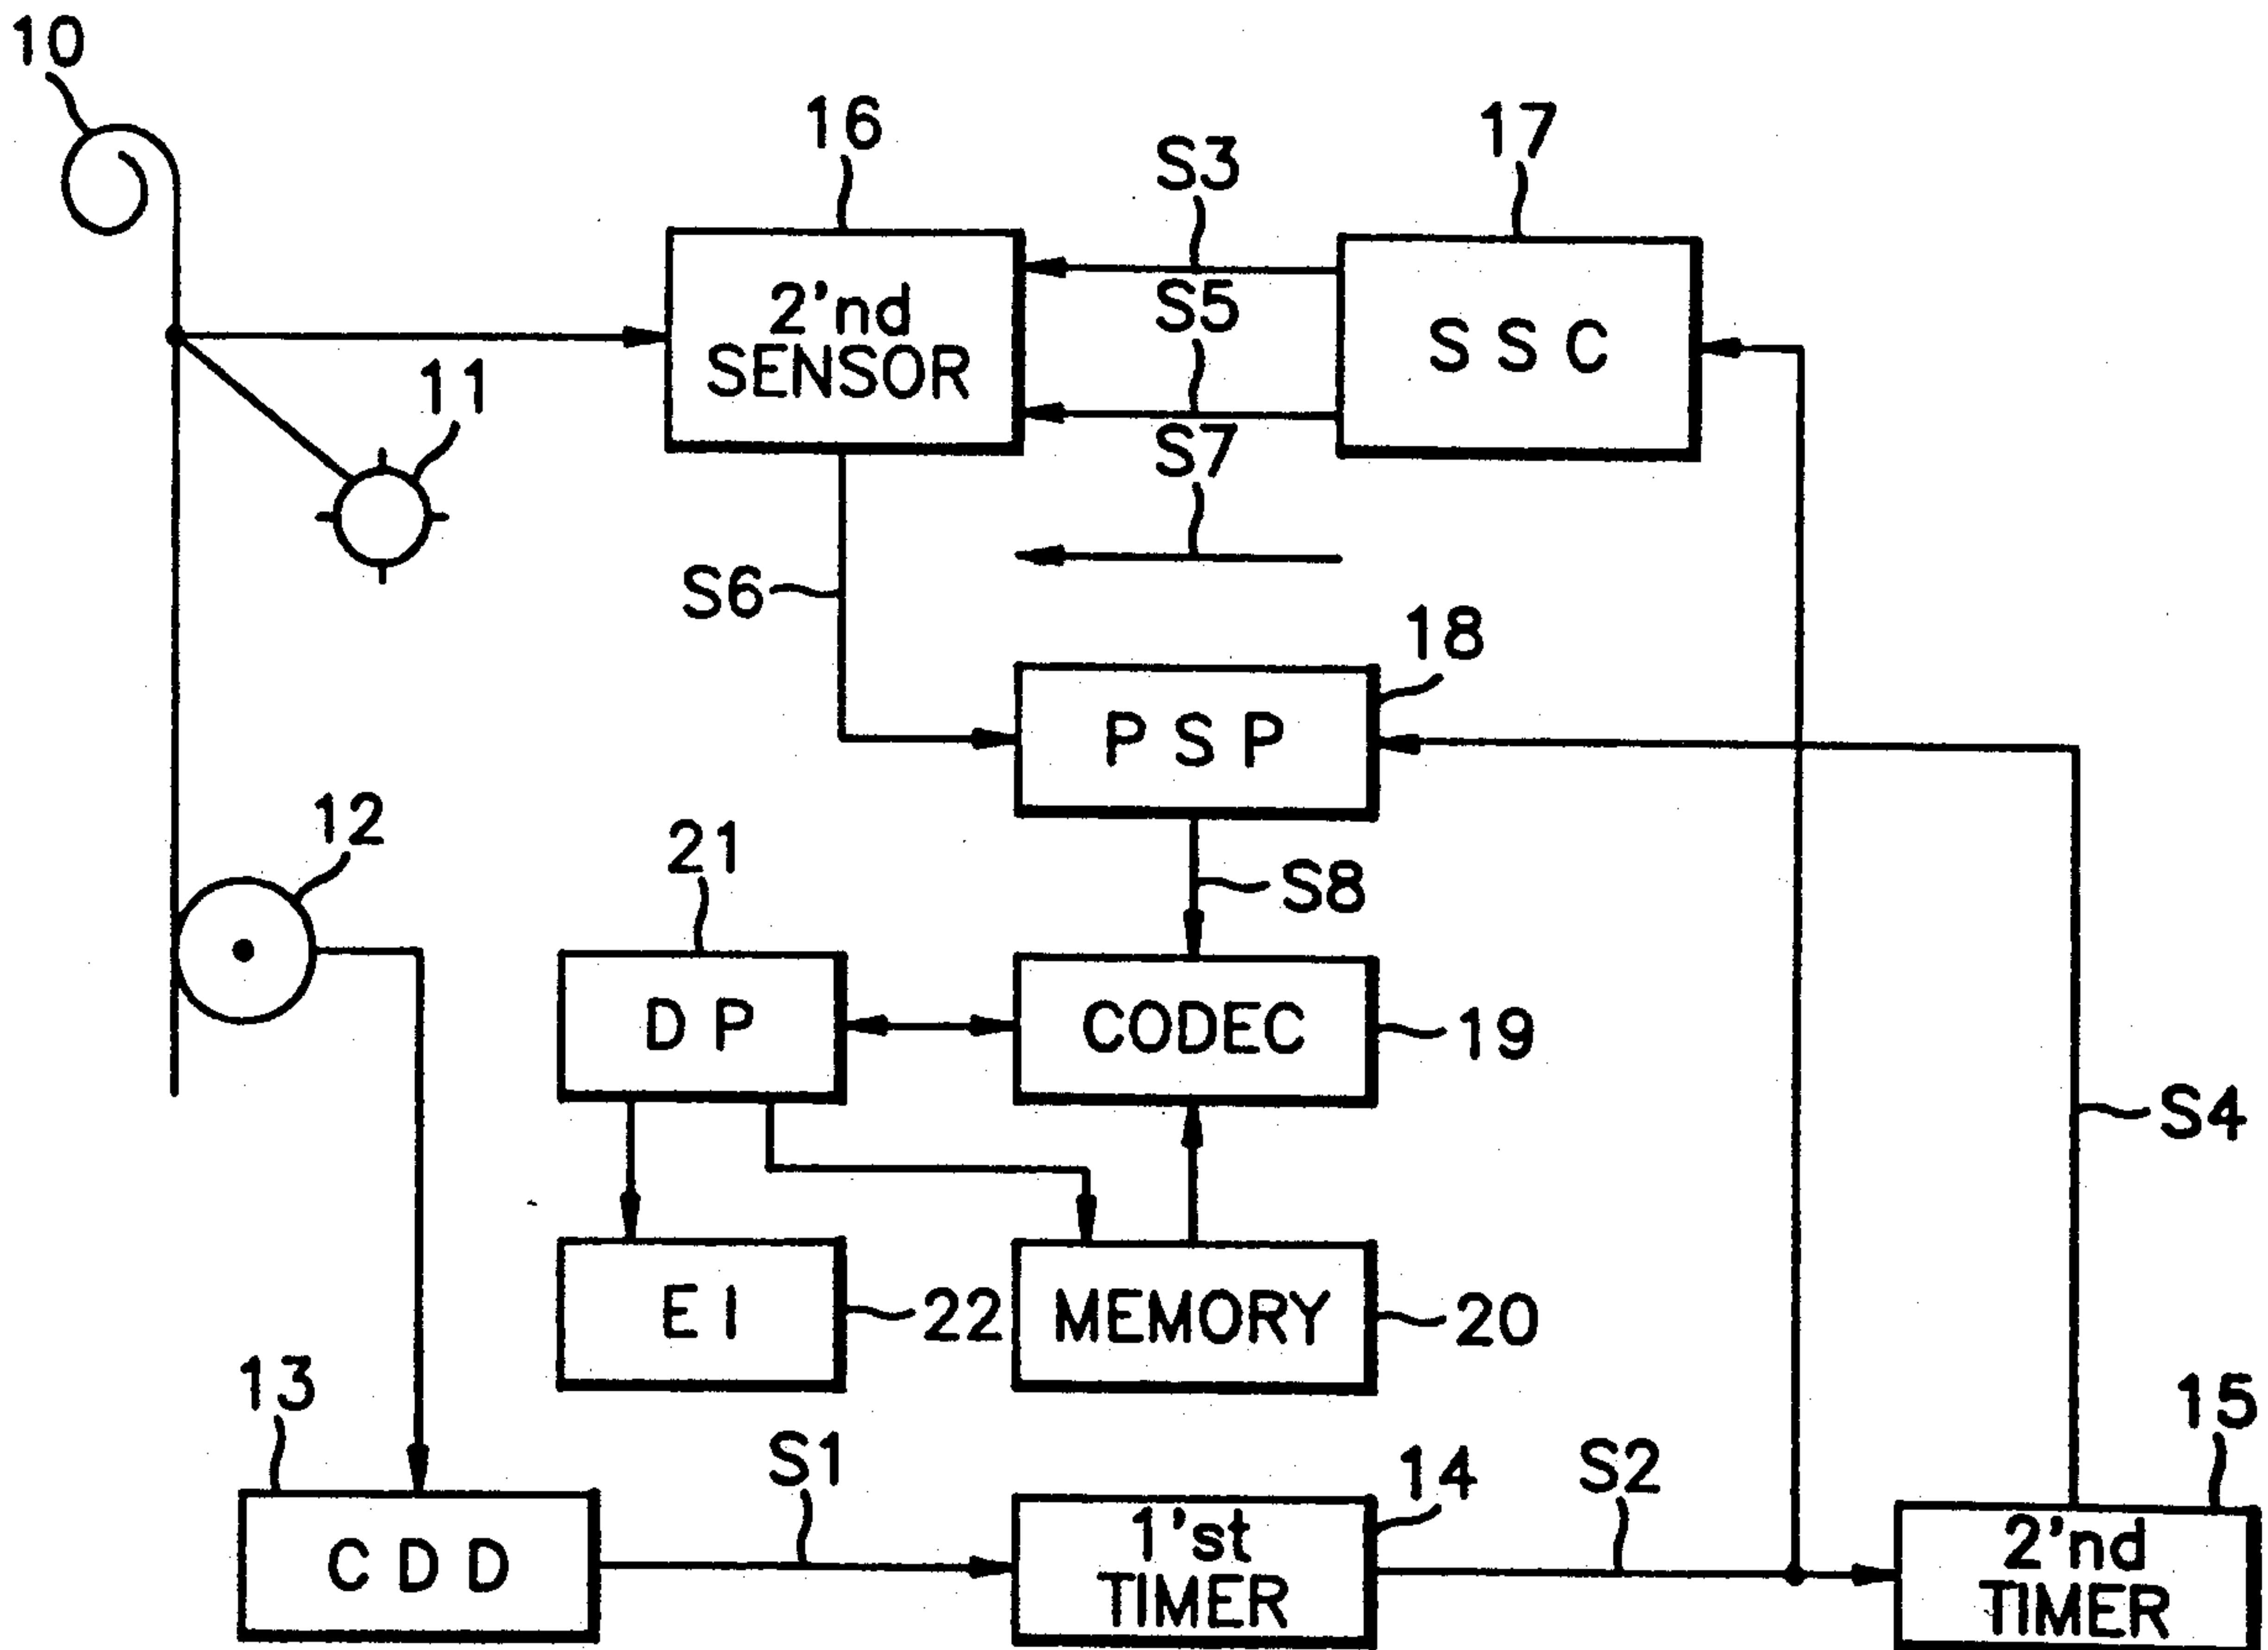 10
16
S3
17
2'nd
SENSOR
S5
S S C
11
S7
S6
18
P S P
12
21
S8
D P
CODEC
19
S4
E I
22
MEMORY
20
13
S1
14
S2
15
C D D
1'st
TIMER
2'nd
TIMER